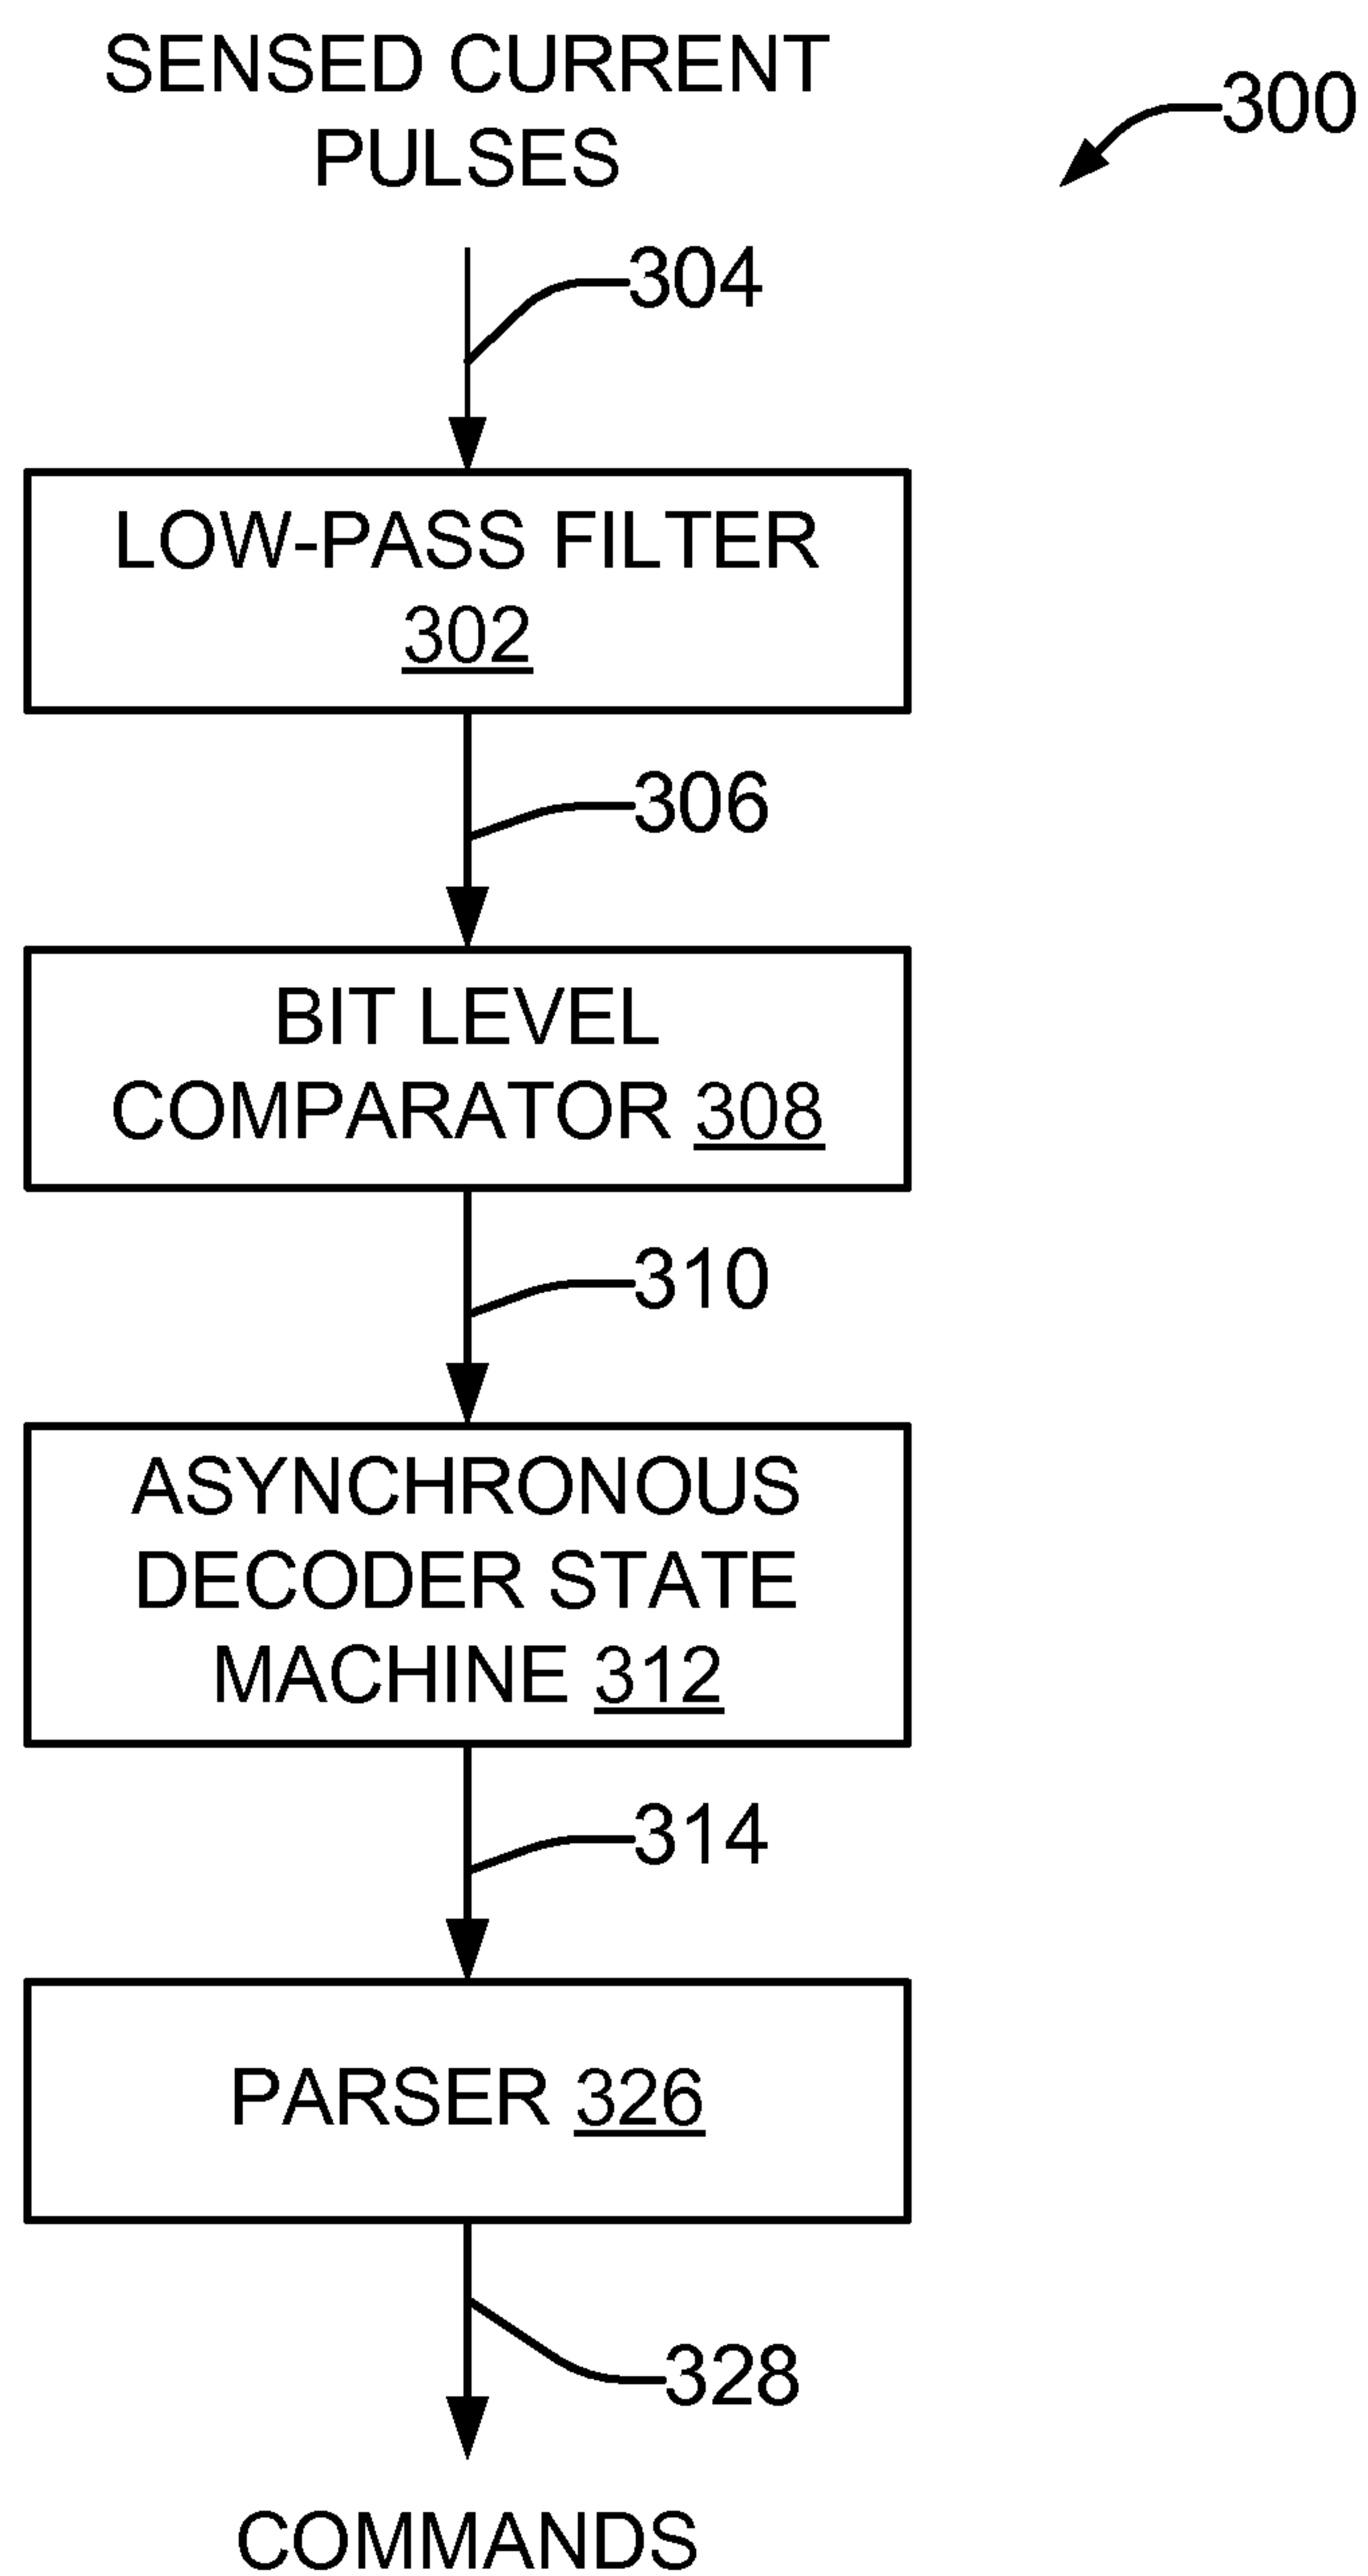 SENSED CURRENT
PULSES
300
304
LOW-PASS FILTER
302
306
BIT LEVEL
COMPARATOR 308
310
ASYNCHRONOUS
DECODER STATE
MACHINE 312
314
PARSER 326
328
COMMANDS